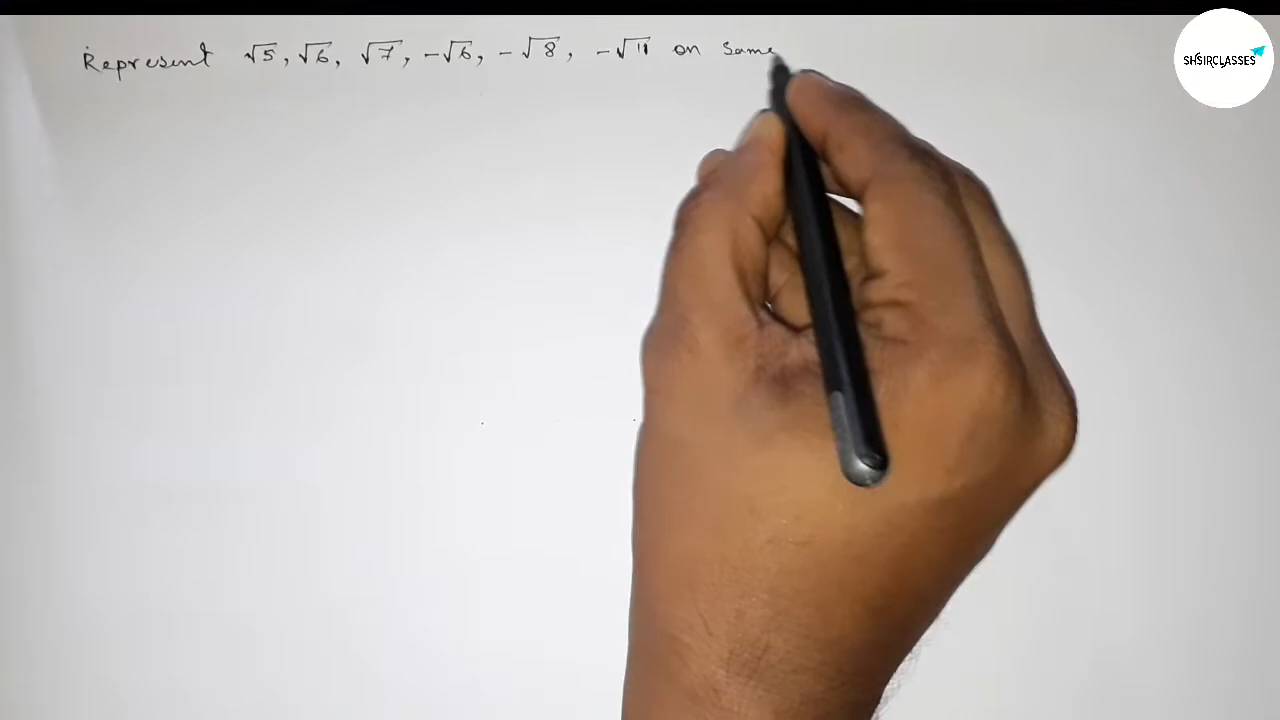 Represent √5, √6, √7, -√6, -√8, -√11 on same
SHSIRCLASSES